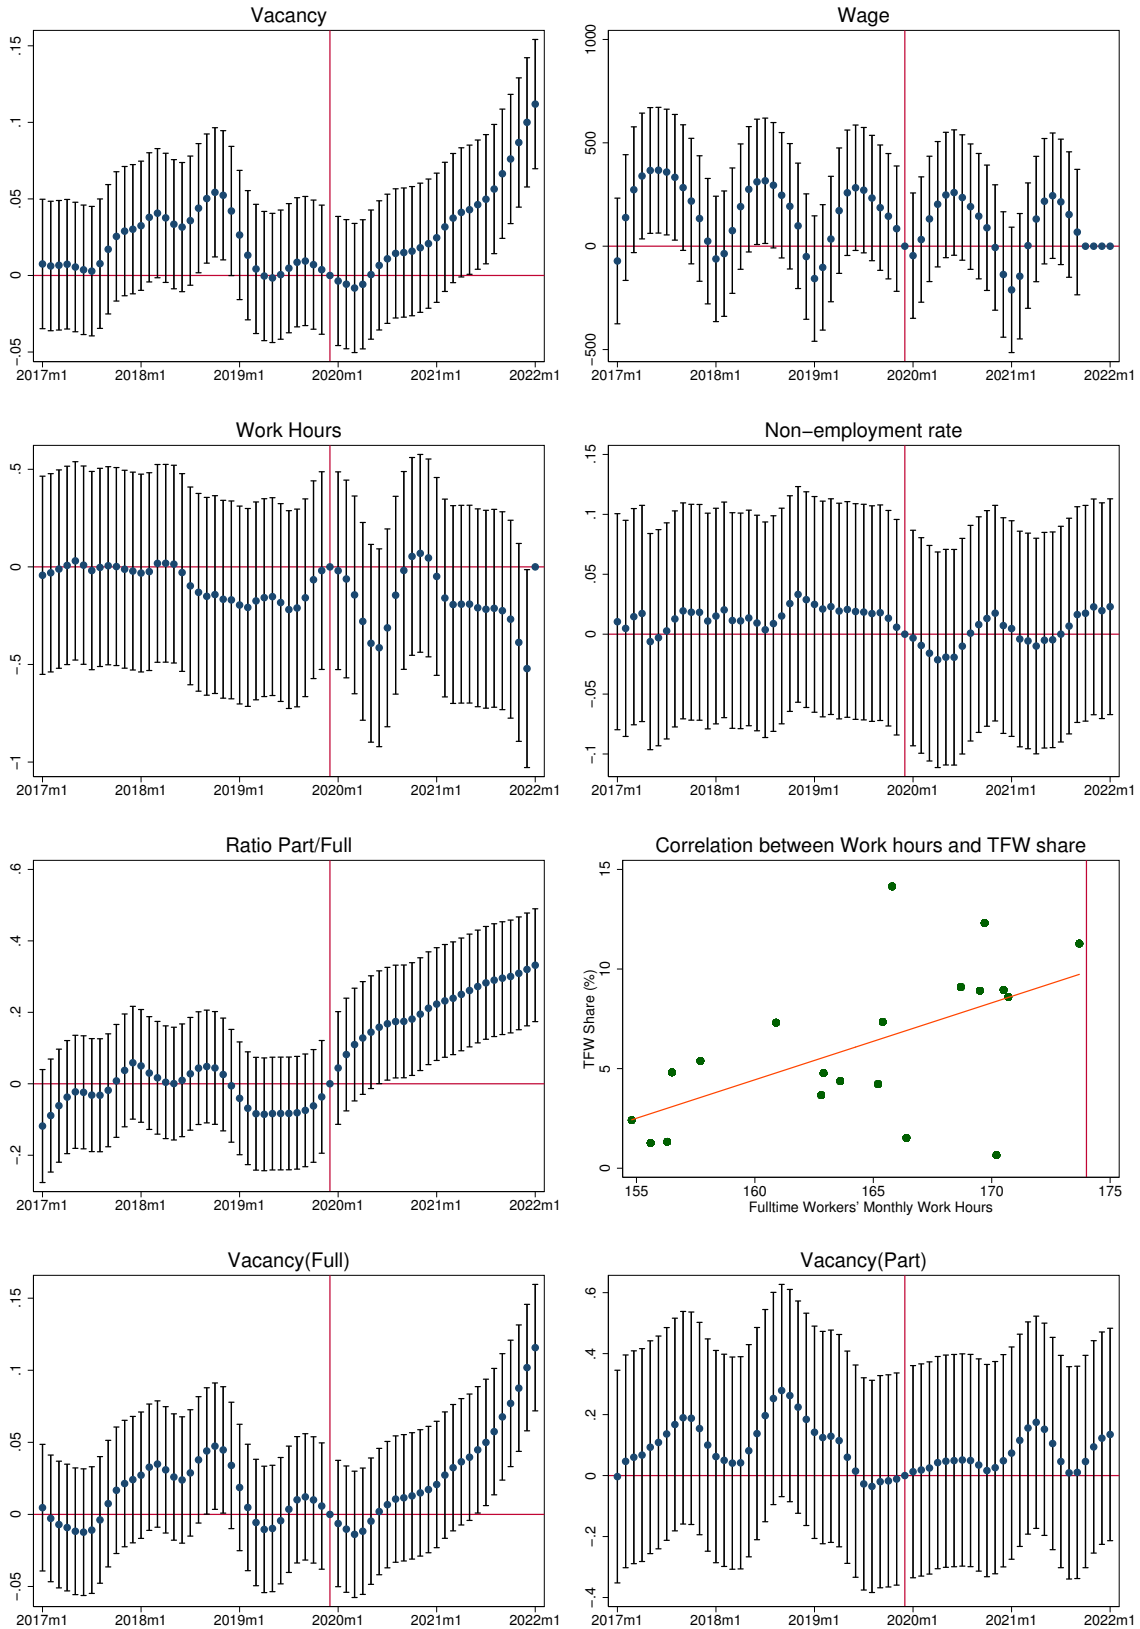 Vacancy
.15
.1
.05
0
-.05
2017m1 2018m1 2019m1 2020m1 2021m1 2022m1
Wage
1000
500
0
-500
2017m1 2018m1 2019m1 2020m1 2021m1 2022m1
Work Hours
.5
0
-.5
-1
2017m1 2018m1 2019m1 2020m1 2021m1 2022m1
Non-employment rate
.15
.1
.05
0
-.05
-.1
2017m1 2018m1 2019m1 2020m1 2021m1 2022m1
Ratio Part/Full
.6
.4
.2
0
-.2
2017m1 2018m1 2019m1 2020m1 2021m1 2022m1
Correlation between Work hours and TFW share
TFW Share (%)
15
10
5
0
155 160 165 170 175
Fulltime Workers' Monthly Work Hours
Vacancy(Full)
.15
.1
.05
0
-.05
2017m1 2018m1 2019m1 2020m1 2021m1 2022m1
Vacancy(Part)
.6
.4
.2
0
-.2
-.4
2017m1 2018m1 2019m1 2020m1 2021m1 2022m1